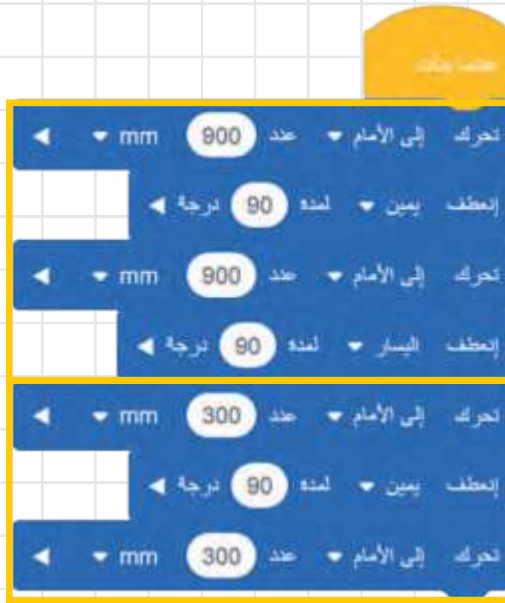 عندما يبدأ
تحرك إلى الأمام عدد 900 mm
إنعطف يمين لمدة 90 درجة
تحرك إلى الأمام عدد 900 mm
إنعطف اليسار لمدة 90 درجة
تحرك إلى الأمام عدد 300 mm
إنعطف يمين لمدة 90 درجة
تحرك إلى الأمام عدد 300 mm